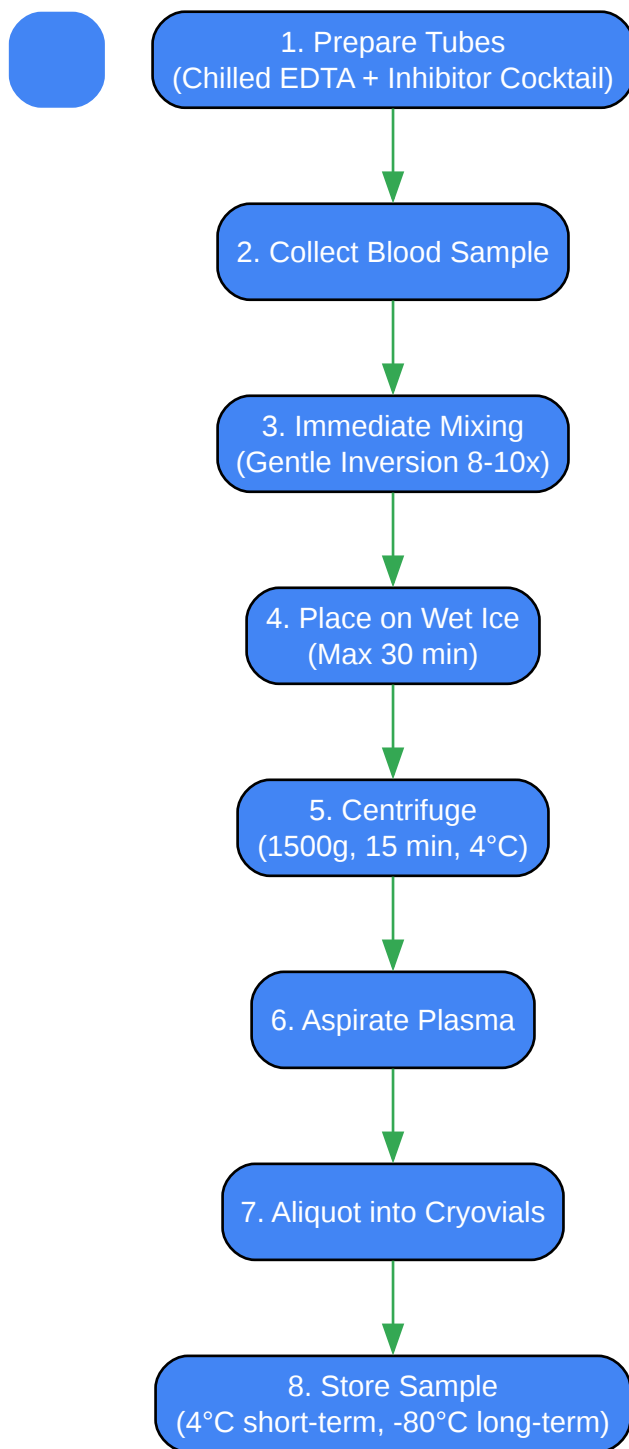 1. Prepare Tubes
(Chilled EDTA + Inhibitor Cocktail)
2. Collect Blood Sample
3. Immediate Mixing
(Gentle Inversion 8-10x)
4. Place on Wet Ice
(Max 30 min)
5. Centrifuge
(1500g, 15 min, 4°C)
6. Aspirate Plasma
7. Aliquot into Cryovials
8. Store Sample
(4°C short-term, -80°C long-term)